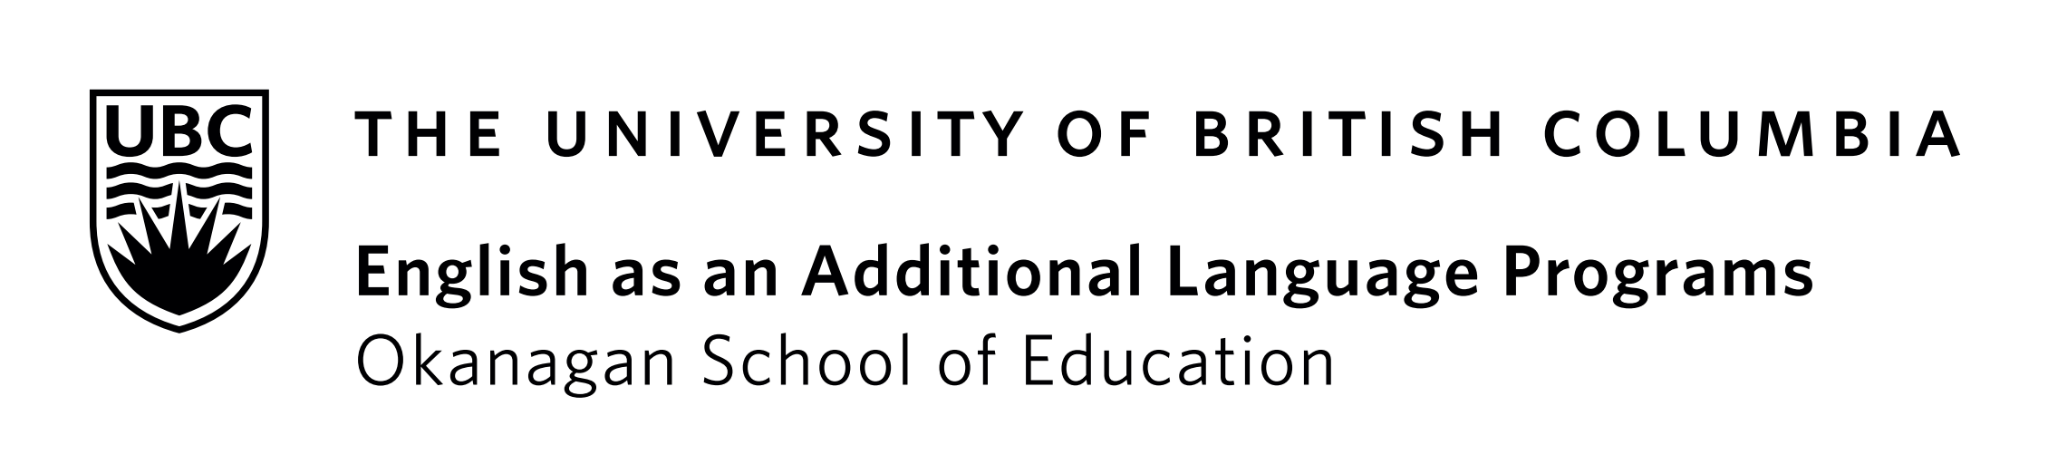 UBC
THE UNIVERSITY OF BRITISH COLUMBIA
English as an Additional Language Programs
Okanagan School of Education